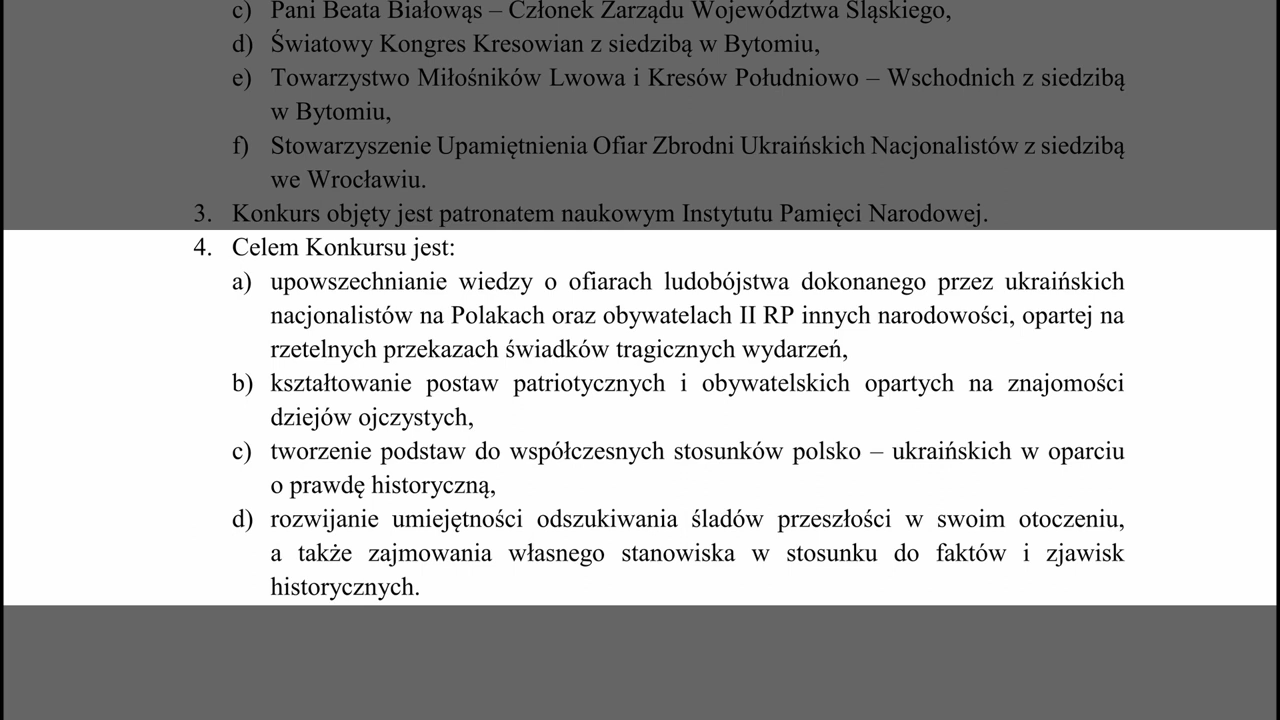 c) Pani Beata Białowąs – Członek Zarządu Województwa Śląskiego,
d) Światowy Kongres Kresowian z siedzibą w Bytomiu,
e) Towarzystwo Miłośników Lwowa i Kresów Południowo – Wschodnich z siedzibą
w Bytomiu,
f) Stowarzyszenie Upamiętnienia Ofiar Zbrodni Ukraińskich Nacjonalistów z siedzibą
we Wrocławiu.
3. Konkurs objęty jest patronatem naukowym Instytutu Pamięci Narodowej.
4. Celem Konkursu jest:
a) upowszechnianie wiedzy o ofiarach ludobójstwa dokonanego przez ukraińskich
nacjonalistów na Polakach oraz obywatelach II RP innych narodowości, opartej na
rzetelnych przekazach świadków tragicznych wydarzeń,
b) kształtowanie postaw patriotycznych i obywatelskich opartych na znajomości
dziejów ojczystych,
c) tworzenie podstaw do współczesnych stosunków polsko – ukraińskich w oparciu
o prawdę historyczną,
d) rozwijanie umiejętności odszukiwania śladów przeszłości w swoim otoczeniu,
a także zajmowania własnego stanowiska w stosunku do faktów i zjawisk
historycznych.